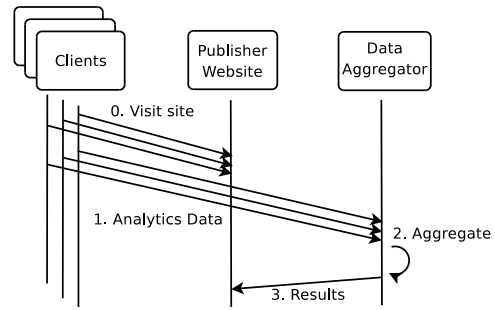 Clients
Publisher
Website
Data
Aggregator
0. Visit site
1. Analytics Data
2. Aggregate
3. Results